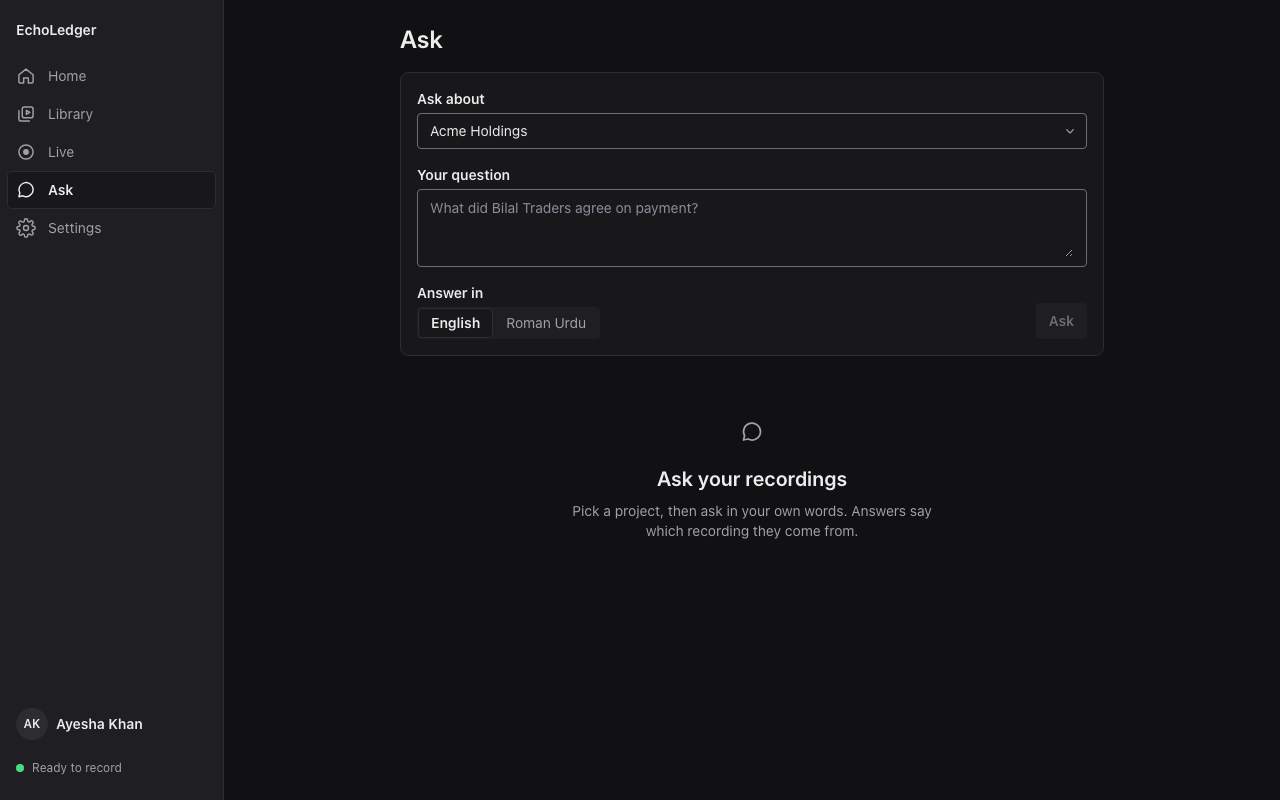 EchoLedger
Home
Library
Live
Ask
Settings
AK
Ayesha Khan
Ready to record
Ask
Ask about
Acme Holdings
Your question
What did Bilal Traders agree on payment?
Answer in
English
Roman Urdu
Ask
Ask your recordings
Pick a project, then ask in your own words. Answers say
which recording they come from.